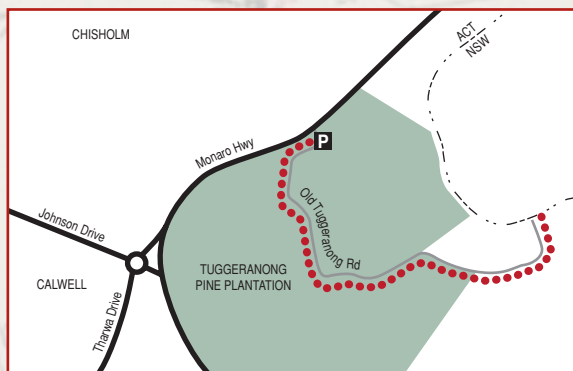 CHISHOLM
ACT
NSW
Monaro Hwy
P
Old Tuggeranong Rd
Johnson Drive
TUGGERANONG
PINE PLANTATION
CALWELL
Tharwa Drive